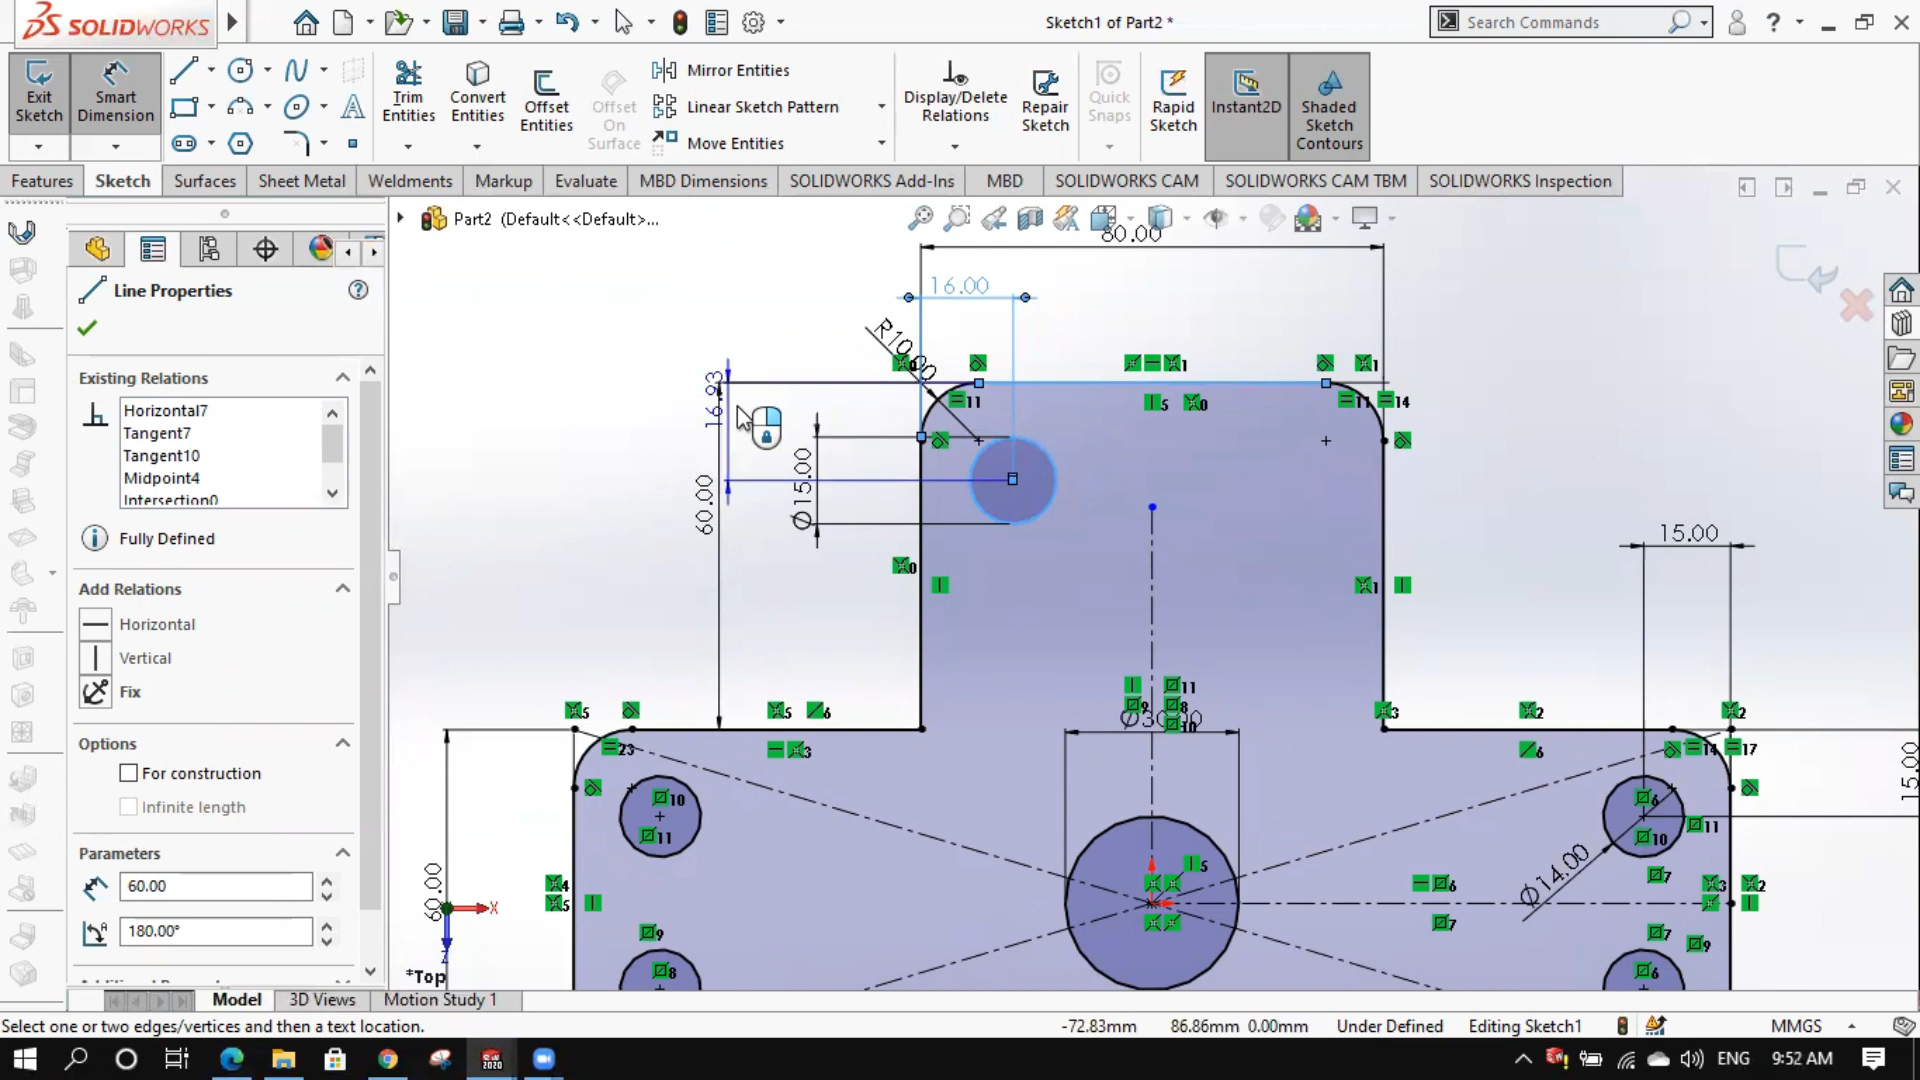 SOLIDWORKS
Sketch1 of Part2 *
Search Commands
Exit Sketch
Smart Dimension
Trim Entities
Convert Entities
Offset Entities
Offset On Surface
Mirror Entities
Linear Sketch Pattern
Move Entities
Display/Delete Relations
Repair Sketch
Quick Snaps
Rapid Sketch
Instant2D
Shaded Sketch Contours
Features
Sketch
Surfaces
Sheet Metal
Weldments
Markup
Evaluate
MBD Dimensions
SOLIDWORKS Add-Ins
MBD
SOLIDWORKS CAM
SOLIDWORKS CAM TBM
SOLIDWORKS Inspection
Part2 (Default<<Default>...
Line Properties
Existing Relations
Horizontal7
Tangent7
Tangent10
Midpoint4
Intersection0
Fully Defined
Add Relations
Horizontal
Vertical
Fix
Options
For construction
Infinite length
Parameters
60.00
180.00°
80.00
16.00
R10.00
16.93
60.00
Ø15.00
15.00
Ø30.00
Ø14.00
15.00
60.00
X
Z
*Top
Model
3D Views
Motion Study 1
Select one or two edges/vertices and then a text location.
-72.83mm
86.86mm
0.00mm
Under Defined
Editing Sketch1
MMGS
ENG
9:52 AM